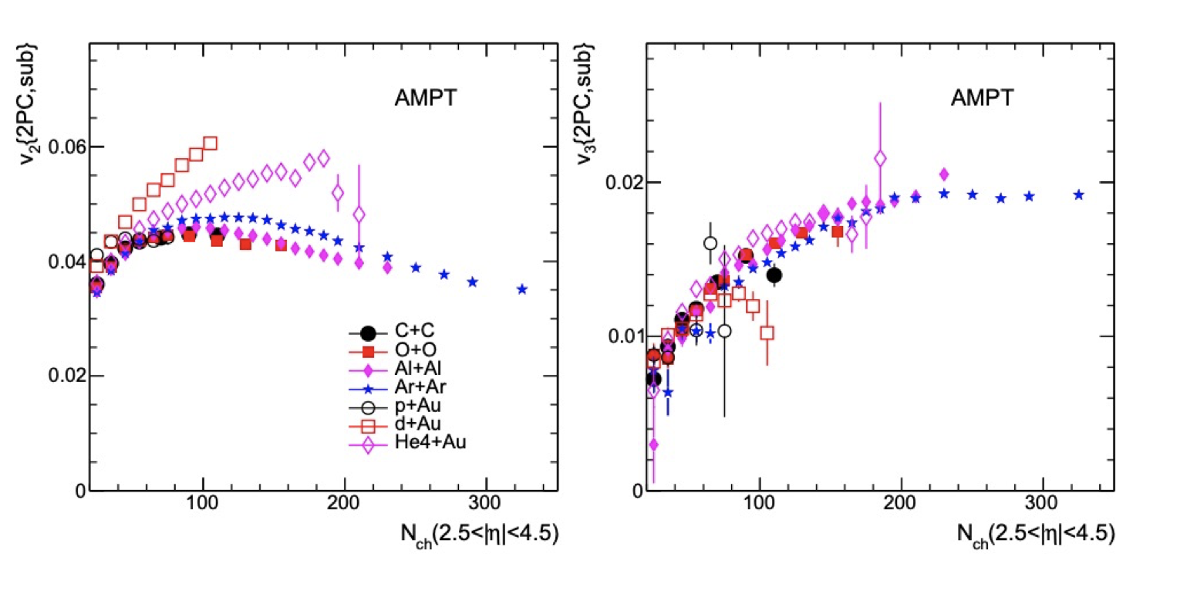 v2{2PC,sub}
AMPT
0.06
0.04
0.02
0
C+C
O+O
Al+Al
Ar+Ar
p+Au
d+Au
He4+Au
100
200
300
Nch(2.5<|η|<4.5)
v3{2PC,sub}
AMPT
0.02
0.01
0
100
200
300
Nch(2.5<|η|<4.5)